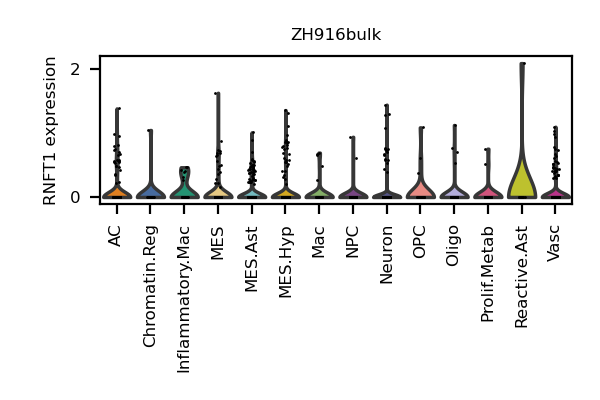 ZH916bulk
RNFT1 expression
2
0
AC
Chromatin.Reg
Inflammatory.Mac
MES
MES.Ast
MES.Hyp
Mac
NPC
Neuron
OPC
Oligo
Prolif.Metab
Reactive.Ast
Vasc